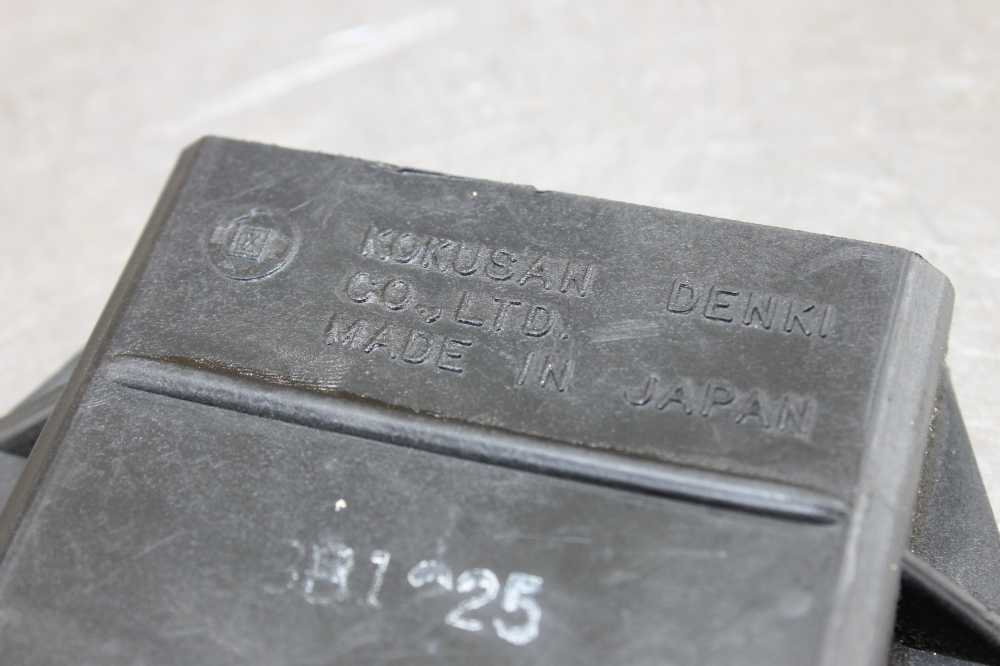 KOKUSAN DENKI
CO., LTD.
MADE IN JAPAN